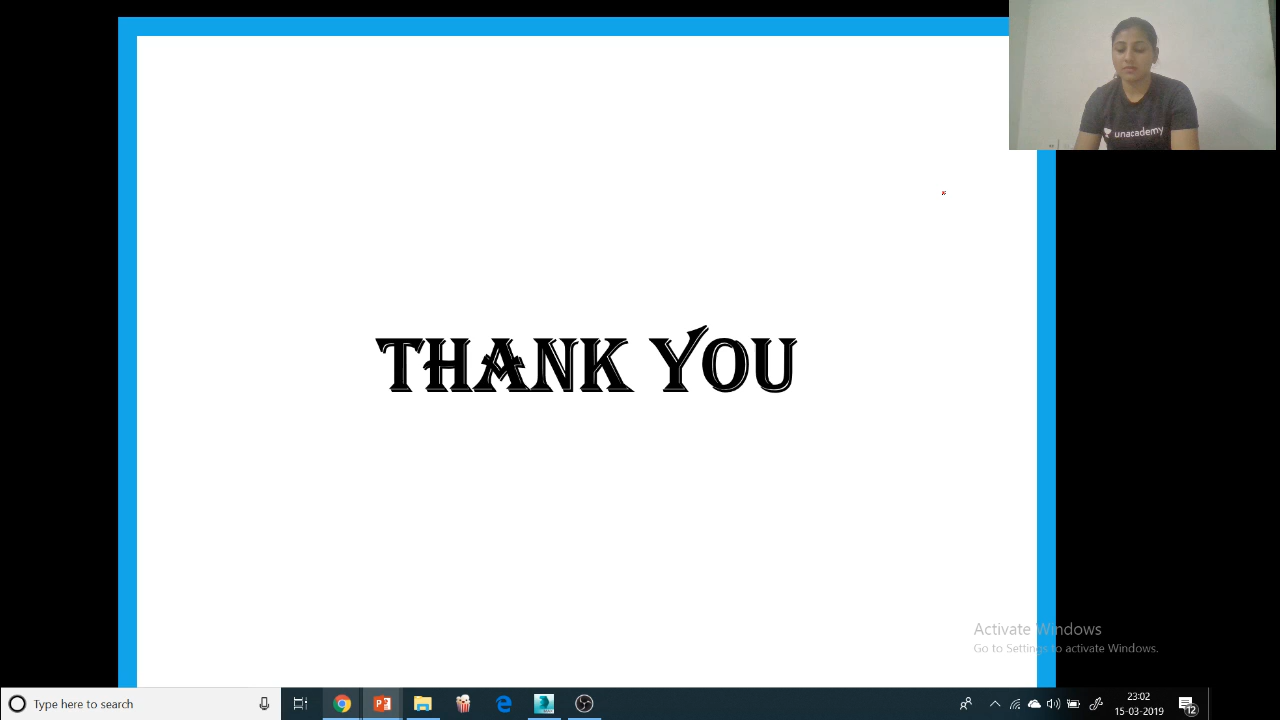 unacademy
THANK YOU
Activate Windows
Go to Settings to activate Windows.
Type here to search
23:02
15-03-2019
12